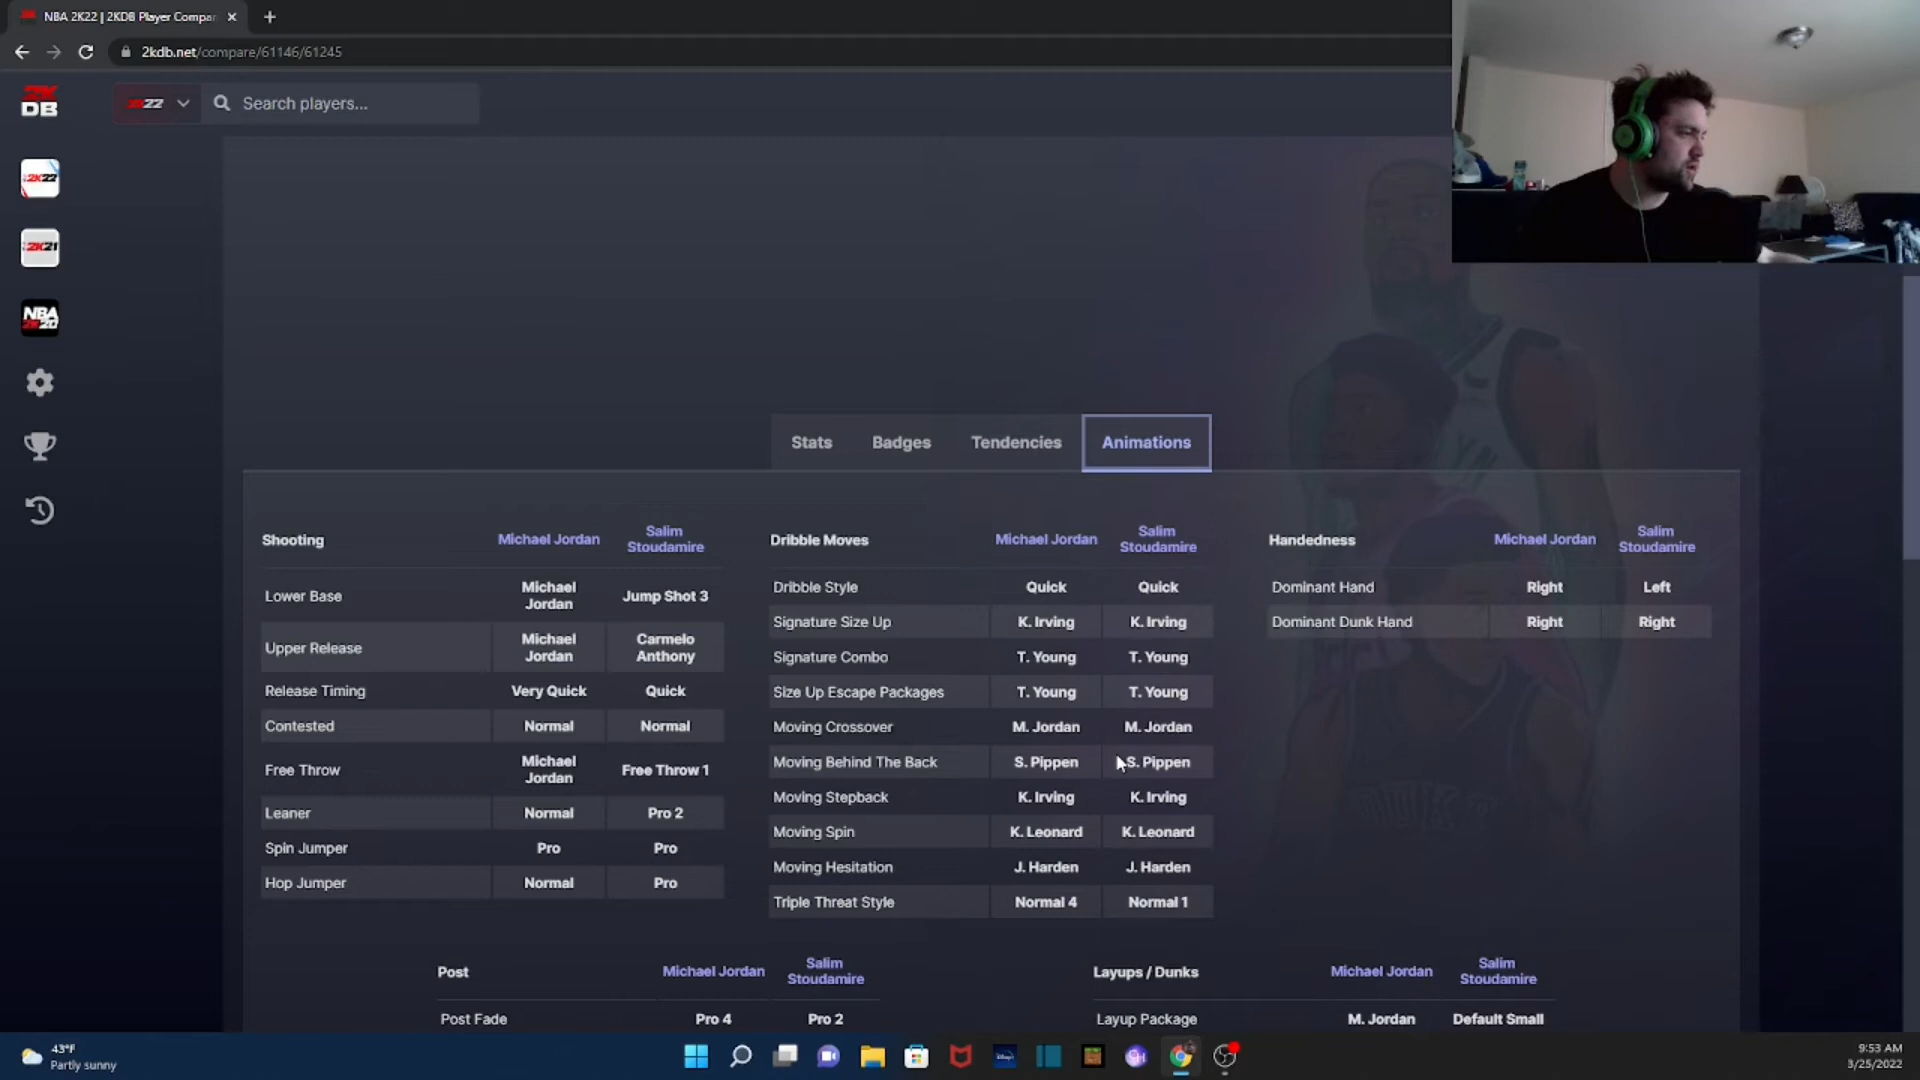 NBA 2K22 | 2KDB Player Compar
2kdb.net/compare/61146/61245
2K
DB
2K22
Search players...
2K22
2K21
NBA
2K20
Stats
Badges
Tendencies
Animations
Shooting
Michael Jordan
Salim
Stoudamire
Lower Base
Michael
Jordan
Jump Shot 3
Upper Release
Michael
Jordan
Carmelo
Anthony
Release Timing
Very Quick
Quick
Contested
Normal
Normal
Free Throw
Michael
Jordan
Free Throw 1
Leaner
Normal
Pro 2
Spin Jumper
Pro
Pro
Hop Jumper
Normal
Pro
Dribble Moves
Michael Jordan
Salim
Stoudamire
Dribble Style
Quick
Quick
Signature Size Up
K. Irving
K. Irving
Signature Combo
T. Young
T. Young
Size Up Escape Packages
T. Young
T. Young
Moving Crossover
M. Jordan
M. Jordan
Moving Behind The Back
S. Pippen
S. Pippen
Moving Stepback
K. Irving
K. Irving
Moving Spin
K. Leonard
K. Leonard
Moving Hesitation
J. Harden
J. Harden
Triple Threat Style
Normal 4
Normal 1
Handedness
Michael Jordan
Salim
Stoudamire
Dominant Hand
Right
Left
Dominant Dunk Hand
Right
Right
Post
Michael Jordan
Salim
Stoudamire
Post Fade
Pro 4
Pro 2
Layups / Dunks
Michael Jordan
Salim
Stoudamire
Layup Package
M. Jordan
Default Small
43°F
Partly sunny
9:53 AM
3/25/2022